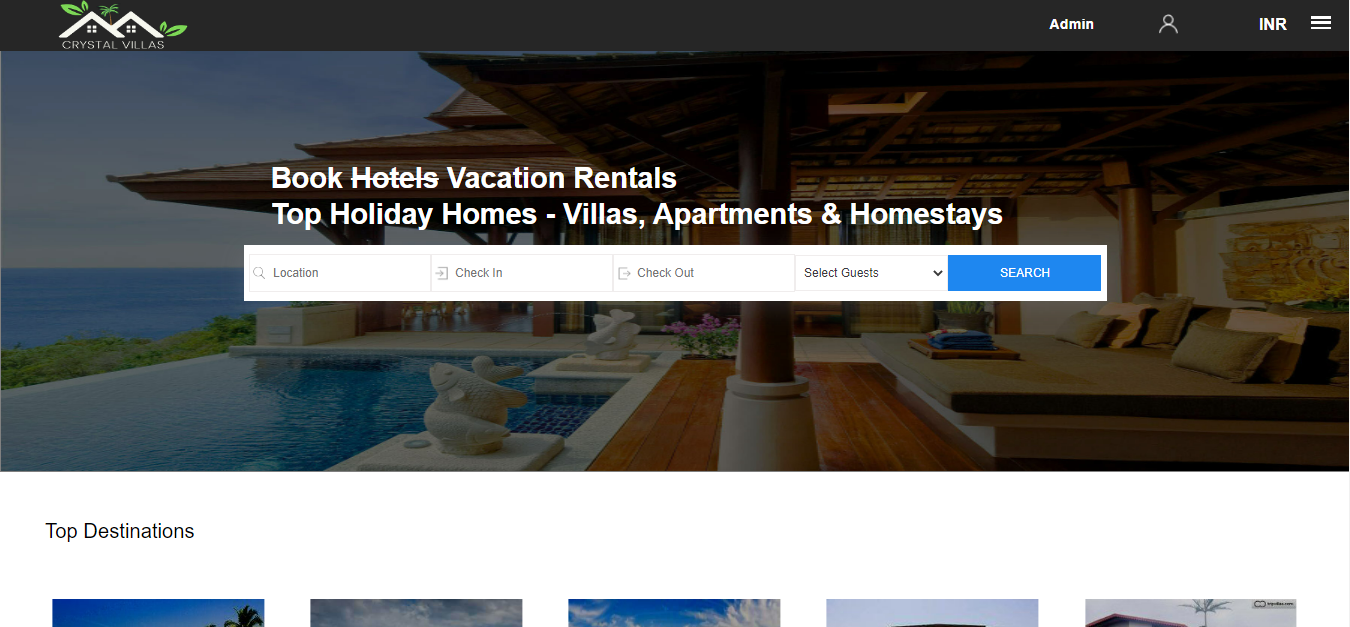 CRYSTAL VILLAS
Admin
INR
Book Hotels Vacation Rentals
Top Holiday Homes - Villas, Apartments & Homestays
Location
Check In
Check Out
Select Guests
SEARCH
Top Destinations